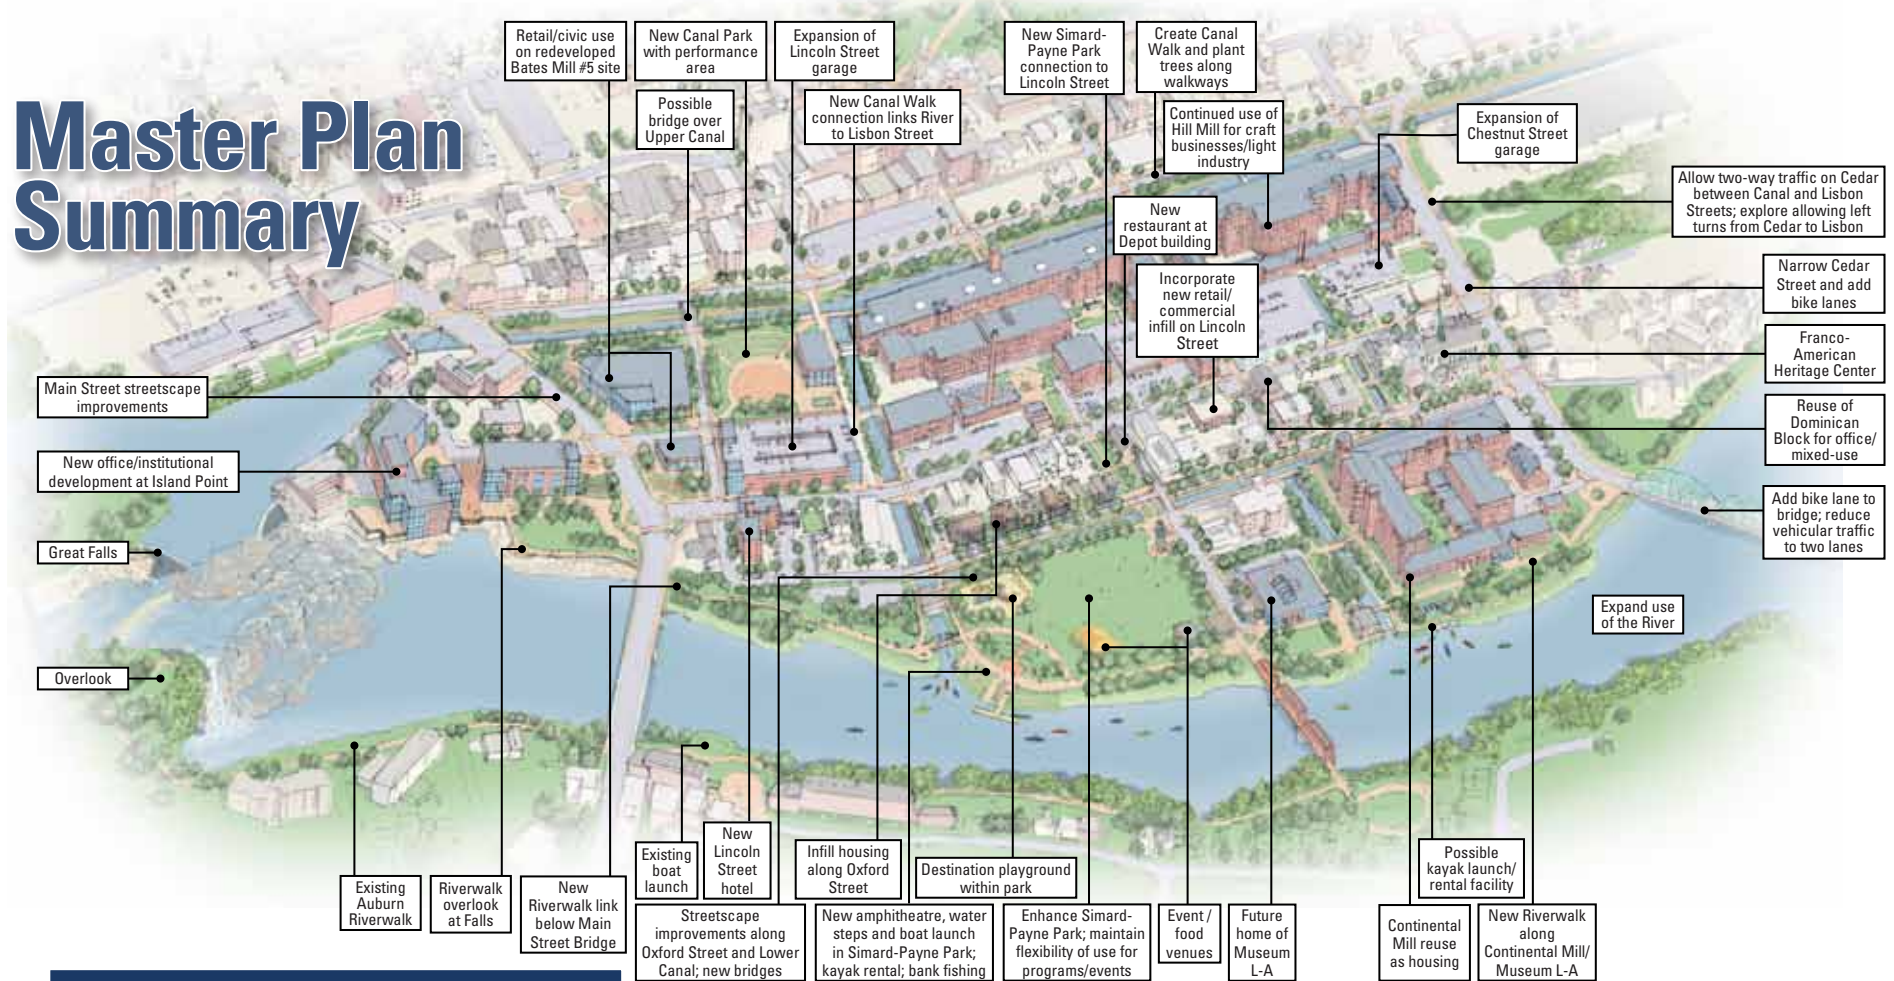 Master Plan
Summary
Retail/civic use
on redeveloped
Bates Mill #5 site
New Canal Park
with performance
area
Expansion of
Lincoln Street
garage
New Simard-
Payne Park
connection to
Lincoln Street
Create Canal
Walk and plant
trees along
walkways
Possible
bridge over
Upper Canal
New Canal Walk
connection links River
to Lisbon Street
Continued use of
Hill Mill for craft
businesses/light
industry
Expansion of
Chestnut Street
garage
Allow two-way traffic on Cedar
between Canal and Lisbon
Streets; explore allowing left
turns from Cedar to Lisbon
New
restaurant at
Depot building
Narrow Cedar
Street and add
bike lanes
Incorporate
new retail/
commercial
infill on Lincoln
Street
Franco-
American
Heritage Center
Main Street streetscape
improvements
Reuse of
Dominican
Block for office/
mixed-use
New office/institutional
development at Island Point
Add bike lane to
bridge; reduce
vehicular traffic
to two lanes
Great Falls
Expand use
of the River
Overlook
Existing
Auburn
Riverwalk
Riverwalk
overlook
at Falls
New
Riverwalk link
below Main
Street Bridge
Existing
boat
launch
New
Lincoln
Street
hotel
Infill housing
along Oxford
Street
Destination playground
within park
Possible
kayak launch/
rental facility
Streetscape
improvements along
Oxford Street and Lower
Canal; new bridges
New amphitheatre, water
steps and boat launch
in Simard-Payne Park;
kayak rental; bank fishing
Enhance Simard-
Payne Park; maintain
flexibility of use for
programs/events
Event /
food
venues
Future
home of
Museum
L-A
Continental
Mill reuse
as housing
New Riverwalk
along
Continental Mill/
Museum L-A